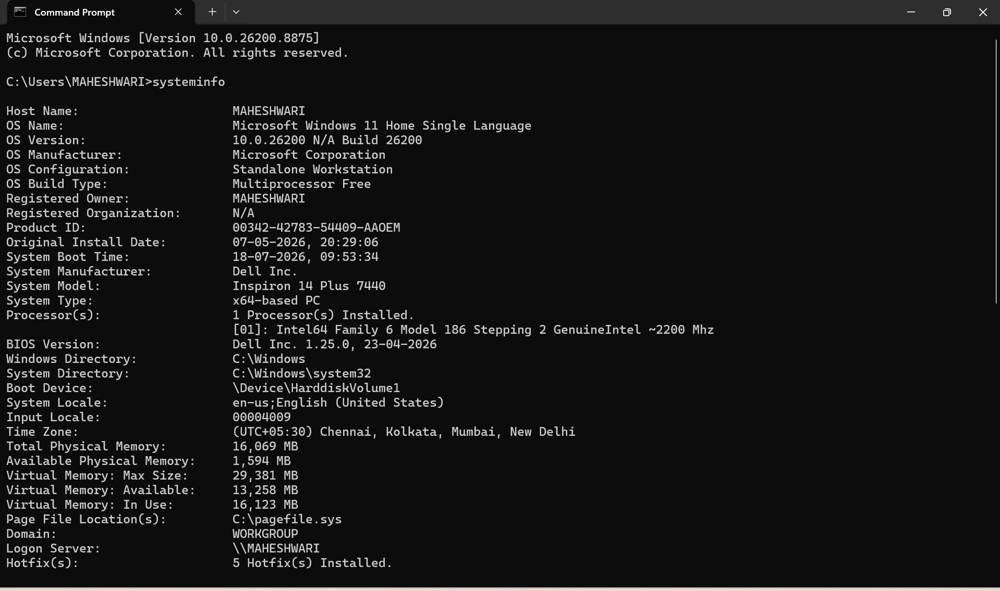 Command Prompt
Microsoft Windows [Version 10.0.26200.8875]
(c) Microsoft Corporation. All rights reserved.
C:\Users\MAHESHWARI>systeminfo
Host Name: MAHESHWARI
OS Name: Microsoft Windows 11 Home Single Language
OS Version: 10.0.26200 N/A Build 26200
OS Manufacturer: Microsoft Corporation
OS Configuration: Standalone Workstation
OS Build Type: Multiprocessor Free
Registered Owner: MAHESHWARI
Registered Organization: N/A
Product ID: 00342-42783-54409-AAOEM
Original Install Date: 07-05-2026, 20:29:06
System Boot Time: 18-07-2026, 09:53:34
System Manufacturer: Dell Inc.
System Model: Inspiron 14 Plus 7440
System Type: x64-based PC
Processor(s): 1 Processor(s) Installed.
[01]: Intel64 Family 6 Model 186 Stepping 2 GenuineIntel ~2200 Mhz
BIOS Version: Dell Inc. 1.25.0, 23-04-2026
Windows Directory: C:\Windows
System Directory: C:\Windows\system32
Boot Device: \Device\HarddiskVolume1
System Locale: en-us;English (United States)
Input Locale: 00004009
Time Zone: (UTC+05:30) Chennai, Kolkata, Mumbai, New Delhi
Total Physical Memory: 16,069 MB
Available Physical Memory: 1,594 MB
Virtual Memory: Max Size: 29,381 MB
Virtual Memory: Available: 13,258 MB
Virtual Memory: In Use: 16,123 MB
Page File Location(s): C:\pagefile.sys
Domain: WORKGROUP
Logon Server: \\MAHESHWARI
Hotfix(s): 5 Hotfix(s) Installed.